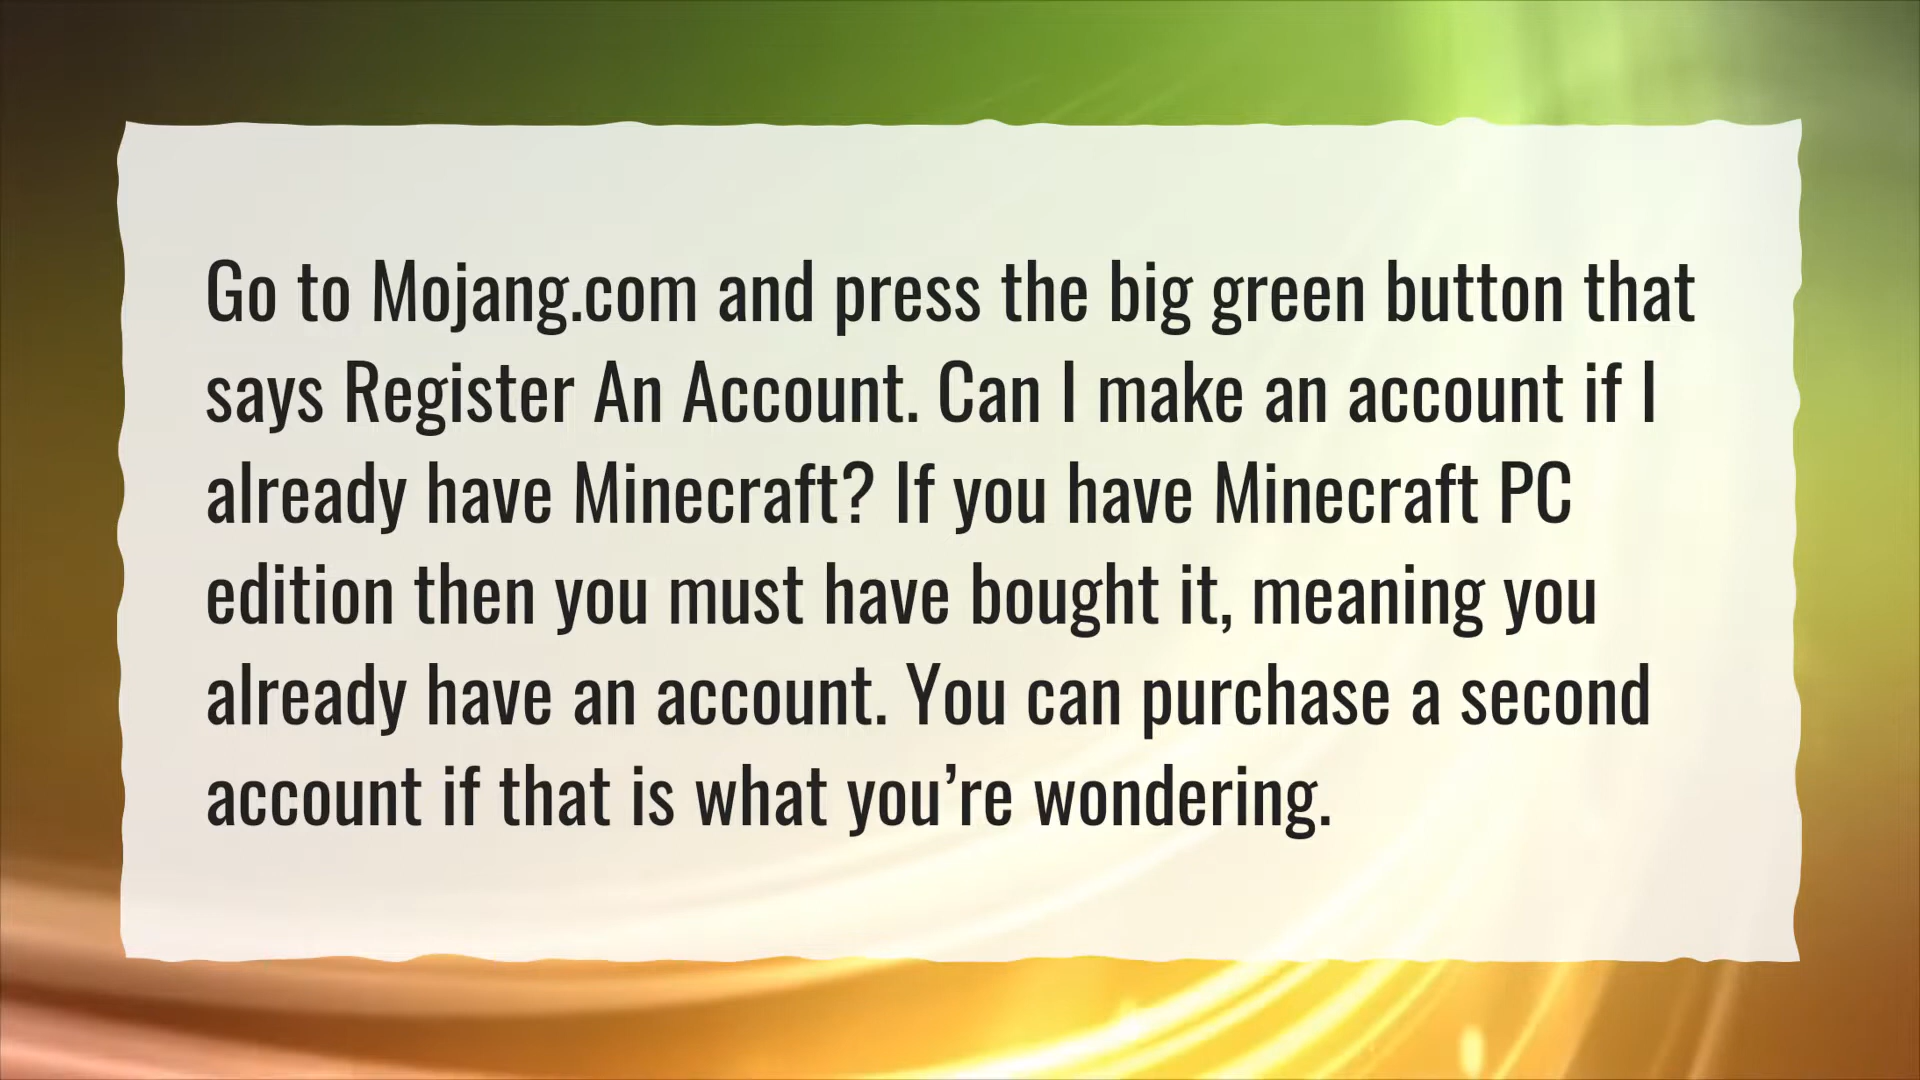 Go to Mojang.com and press the big green button that
says Register An Account. Can I make an account if I
already have Minecraft? If you have Minecraft PC
edition then you must have bought it, meaning you
already have an account. You can purchase a second
account if that is what you’re wondering.